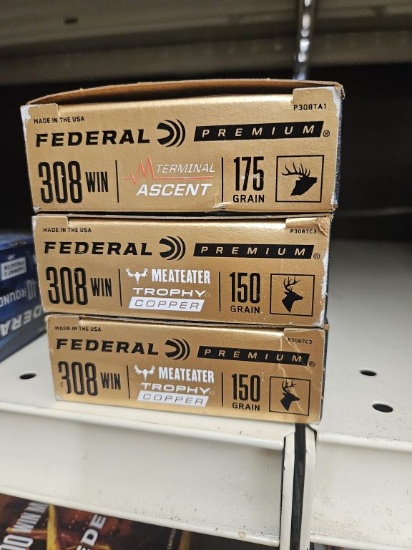 MADE IN THE USA P308TA1
FEDERAL PREMIUM®
308 WIN TERMINAL ASCENT 175 GRAIN
MADE IN THE USA P308TC3
FEDERAL PREMIUM®
308 WIN MEATEATER TROPHY COPPER 150 GRAIN
MADE IN THE USA P308TC3
FEDERAL PREMIUM®
308 WIN MEATEATER TROPHY COPPER 150 GRAIN